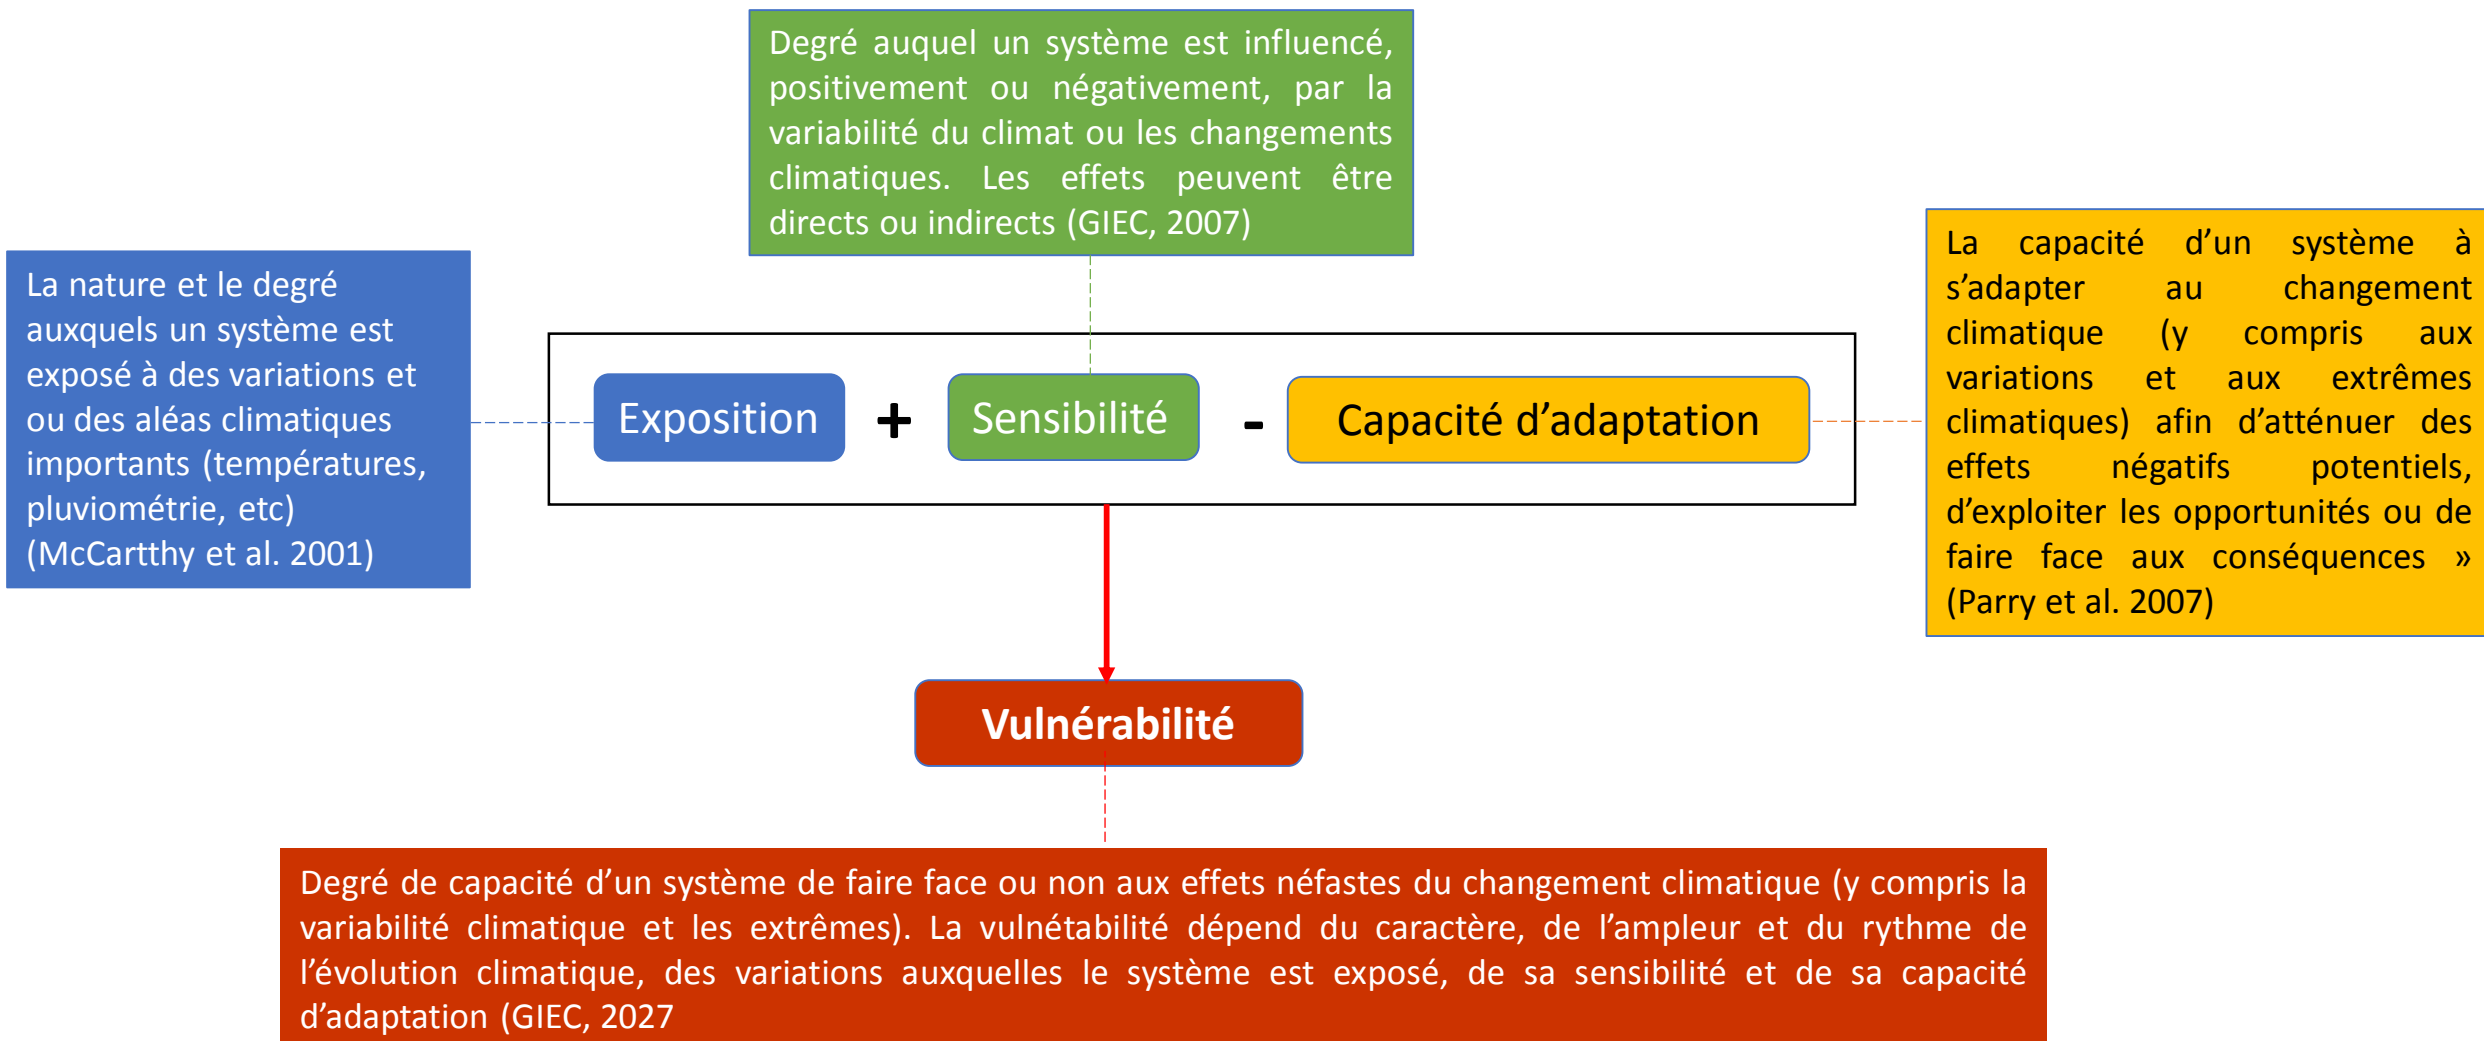 Degré auquel un système est influencé,
positivement ou négativement, par la
variabilité du climat ou les changements
climatiques. Les effets peuvent être
directs ou indirects (GIEC, 2007)
La nature et le degré
auxquels un système est
exposé à des variations et
ou des aléas climatiques
importants (températures,
pluviométrie, etc)
(McCartthy et al. 2001)
Exposition + Sensibilité - Capacité d’adaptation
La capacité d’un système à
s’adapter au changement
climatique (y compris aux
variations et aux extrêmes
climatiques) afin d’atténuer des
effets négatifs potentiels,
d’exploiter les opportunités ou de
faire face aux conséquences »
(Parry et al. 2007)
Vulnérabilité
Degré de capacité d’un système de faire face ou non aux effets néfastes du changement climatique (y compris la
variabilité climatique et les extrêmes). La vulnétabilité dépend du caractère, de l’ampleur et du rythme de
l’évolution climatique, des variations auxquelles le système est exposé, de sa sensibilité et de sa capacité
d’adaptation (GIEC, 2027